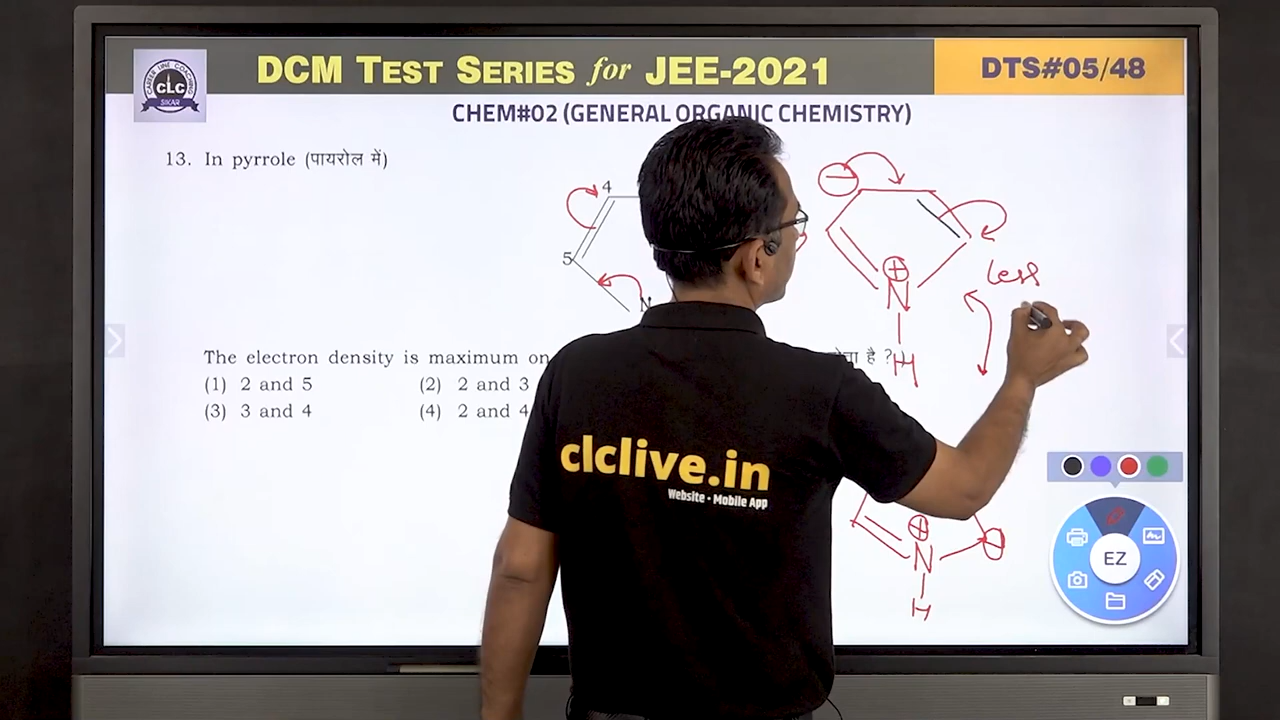 DCM TEST SERIES for JEE-2021
DTS#05/48
CLC
SIKAR
CHEM#02 (GENERAL ORGANIC CHEMISTRY)
13. In pyrrole (पायरोल में)
4
5
N
⊖
⊕
N
H
Less
The electron density is maximum on
है ?
(1) 2 and 5
(2) 2 and 3
(3) 3 and 4
(4) 2 and 4
clclive.in
Website • Mobile App
⊕
N
⊖
H
EZ